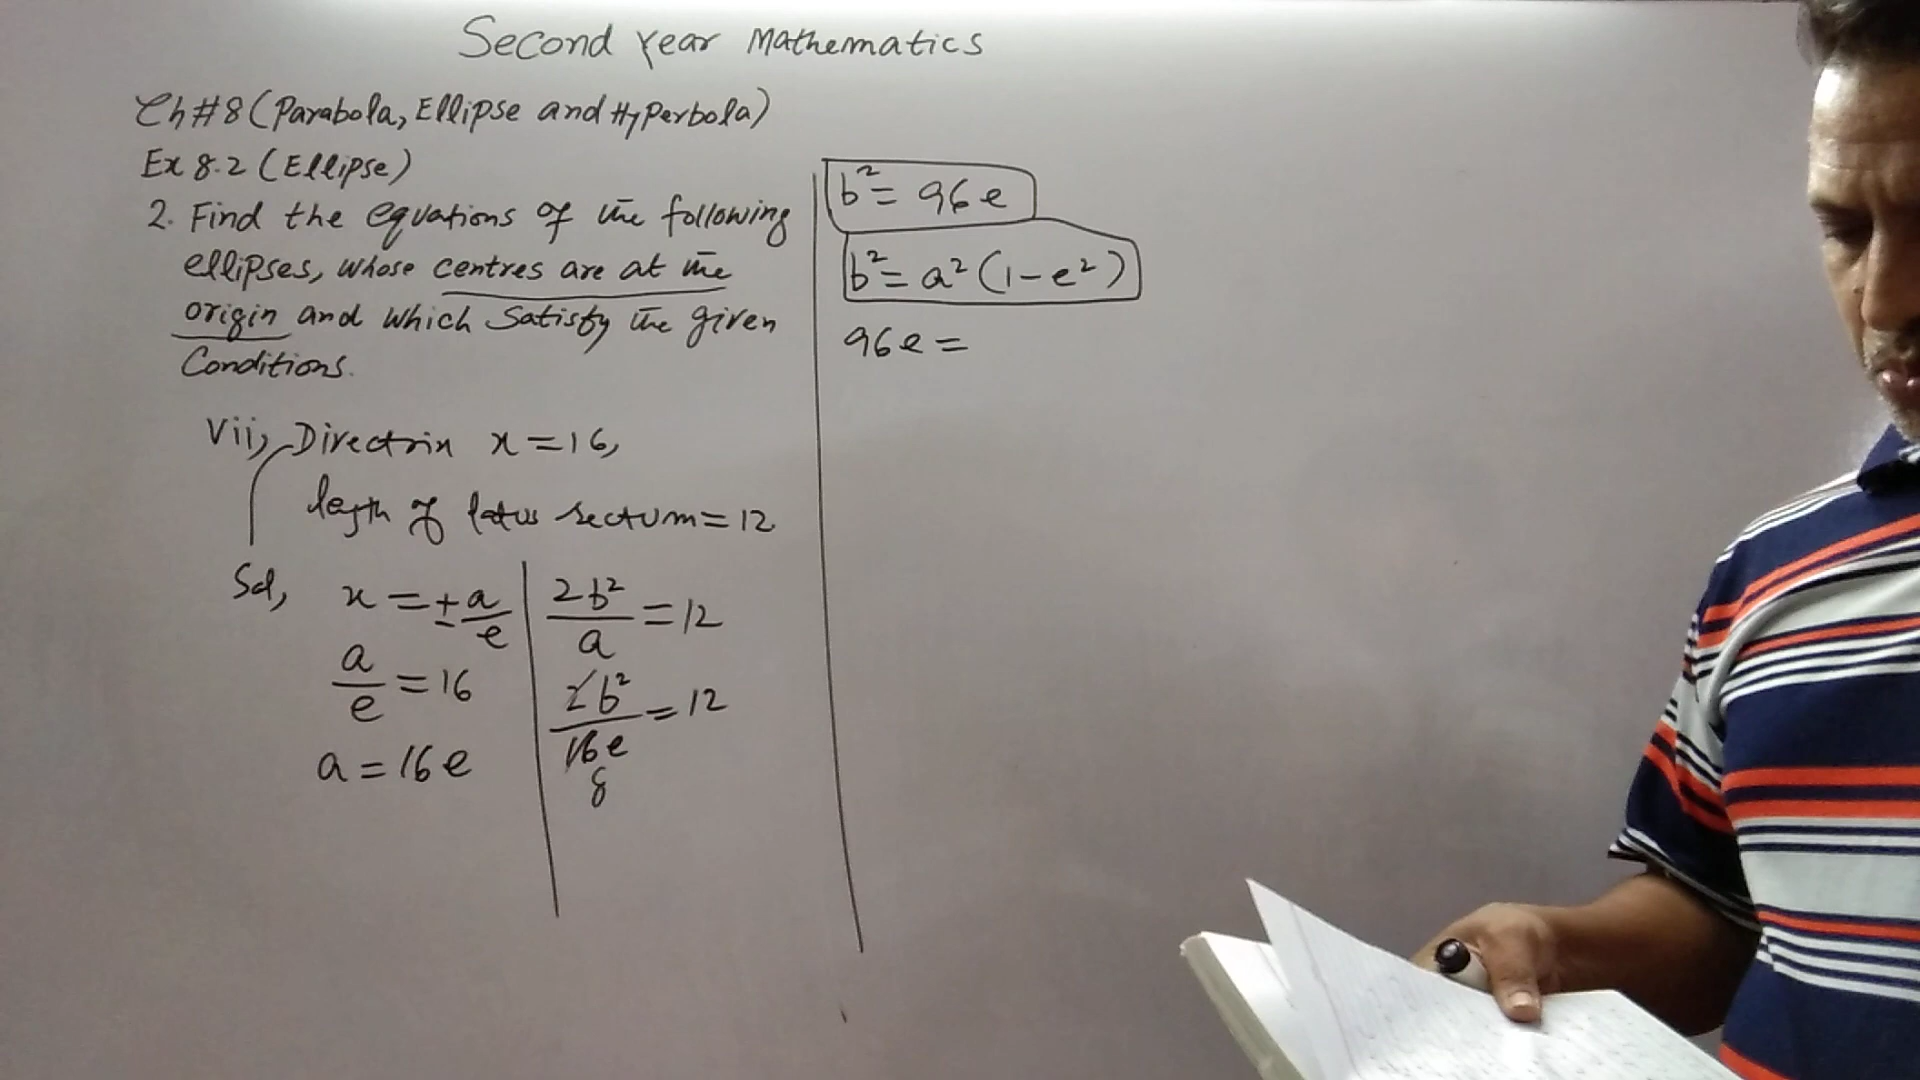 Second Year Mathematics
Ch#8 (Parabola, Ellipse and Hyperbola)
Ex 8.2 (Ellipse)
2. Find the equations of the following
ellipses, whose centres are at the
origin and which satisfy the given
Conditions.
vii, Directrix x=16,
length of latus rectum=12
Sol,
x = ±a/e
a/e = 16
a = 16e
2b²/a = 12
2b²/16e = 12
8
b² = 96e
b² = a²(1-e²)
96e =